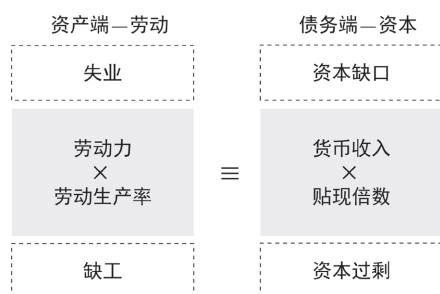 资产端—劳动
债务端—资本
失业
资本缺口
劳动力
×
劳动生产率
≡
货币收入
×
贴现倍数
缺工
资本过剩